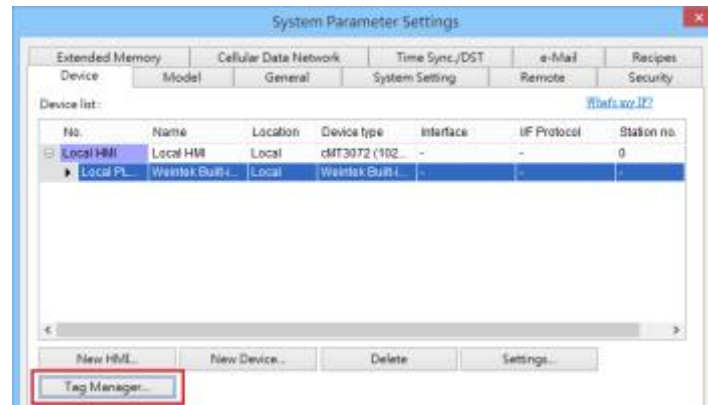 System Parameter Settings
Extended Memory Cellular Data Network Time Sync./DST e-Mail Recipes
Device Model General System Setting Remote Security
Device list : What's my IP?
No. Name Location Device type Interface I/F Protocol Station no.
Local HMI Local HMI Local cMT3072 (102... - - 0
Local PL... Weintek Built-i... Local Weintek Built-i... - - -
New HMI... New Device... Delete Settings...
Tag Manager...